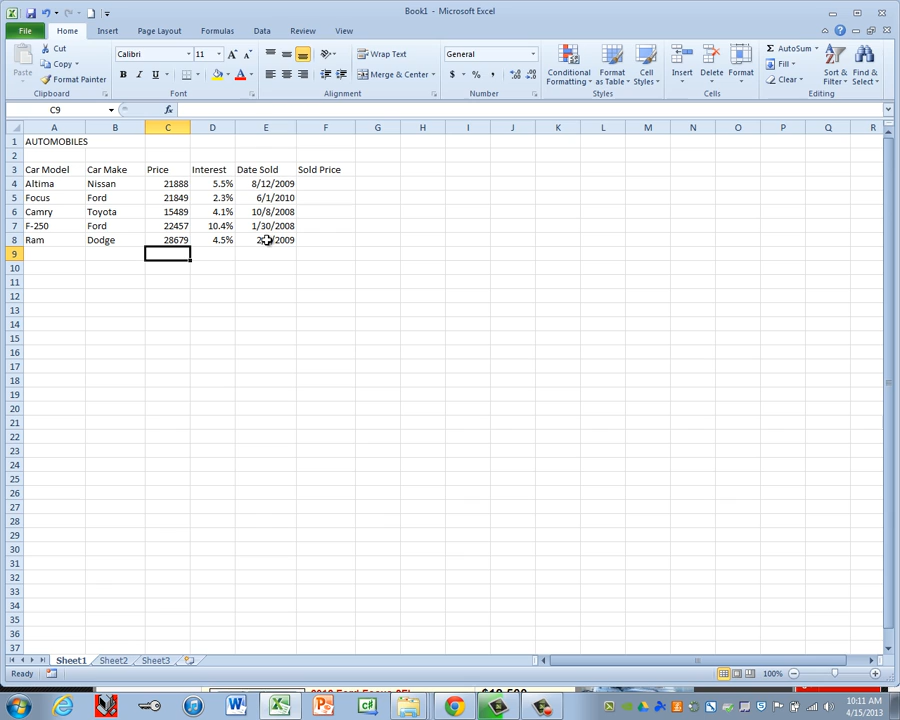 Book1 - Microsoft Excel
File Home Insert Page Layout Formulas Data Review View
Paste
Cut
Copy
Format Painter
Clipboard
Calibri 11
B I U
Font
Wrap Text
Merge & Center
Alignment
General
$ % ,
Number
Conditional Formatting
Format as Table
Cell Styles
Styles
Insert Delete Format
Cells
AutoSum
Fill
Clear
Sort & Filter
Find & Select
Editing
C9 fx
A B C D E F G H I J K L M N O P Q R
1 AUTOMOBILES
2
3 Car Model Car Make Price Interest Date Sold Sold Price
4 Altima Nissan 21888 5.5% 8/12/2009
5 Focus Ford 21849 2.3% 6/1/2010
6 Camry Toyota 15489 4.1% 10/8/2008
7 F-250 Ford 22457 10.4% 1/30/2008
8 Ram Dodge 28679 4.5%
9
10
11
12
13
14
15
16
17
18
19
20
21
22
23
24
25
26
27
28
29
30
31
32
33
34
35
36
37
Sheet1 Sheet2 Sheet3
Ready 100%
10:11 AM
4/15/2013